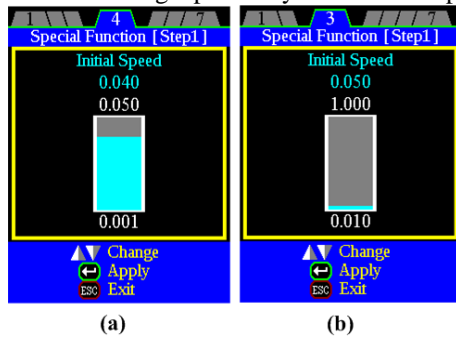 1 4 7
Special Function [Step1]
Initial Speed
0.040
0.050
0.001
Change
Apply
ESC Exit
(a)
1 3 7
Special Function [Step1]
Initial Speed
0.050
1.000
0.010
Change
Apply
ESC Exit
(b)